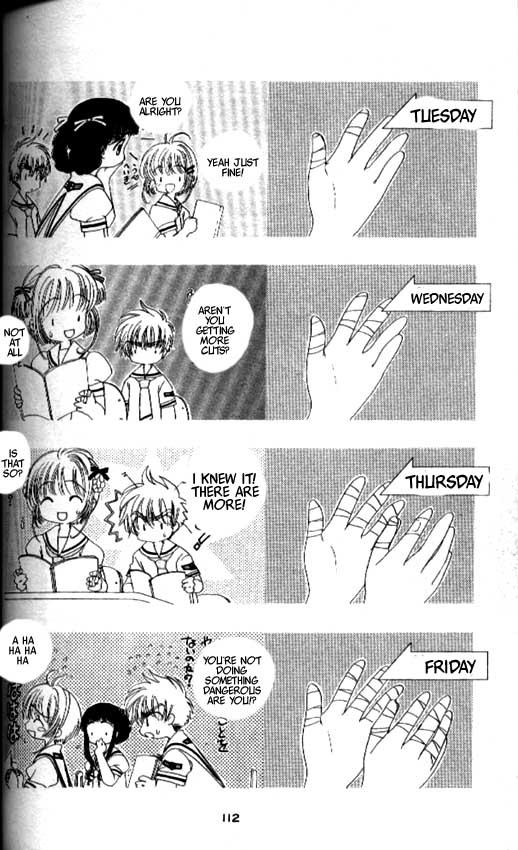 TUESDAY
ARE YOU
ALRIGHT?
YEAH JUST
FINE!
WEDNESDAY
AREN'T
YOU
GETTING
MORE
CUTS?
NOT
AT
ALL
THURSDAY
I KNEW IT!
THERE ARE
MORE!
IS
THAT
SO?
FRIDAY
YOU'RE NOT
DOING
SOMETHING
DANGEROUS
ARE YOU!?
A HA
HA HA
HA
112